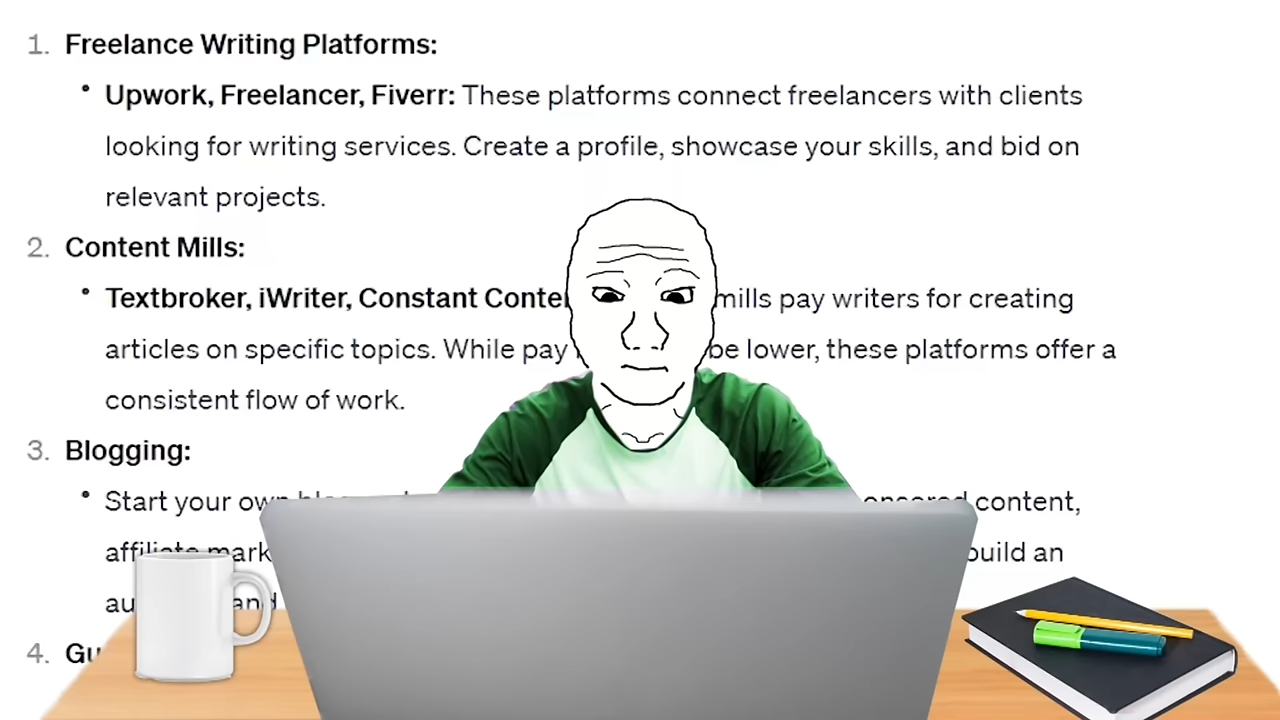 1. Freelance Writing Platforms:
• Upwork, Freelancer, Fiverr: These platforms connect freelancers with clients
looking for writing services. Create a profile, showcase your skills, and bid on
relevant projects.
2. Content Mills:
• Textbroker, iWriter, Constant mills pay writers for creating
articles on specific topics. While pay be lower, these platforms offer a
consistent flow of work.
3. Blogging:
• Start your content,
an
and
4.